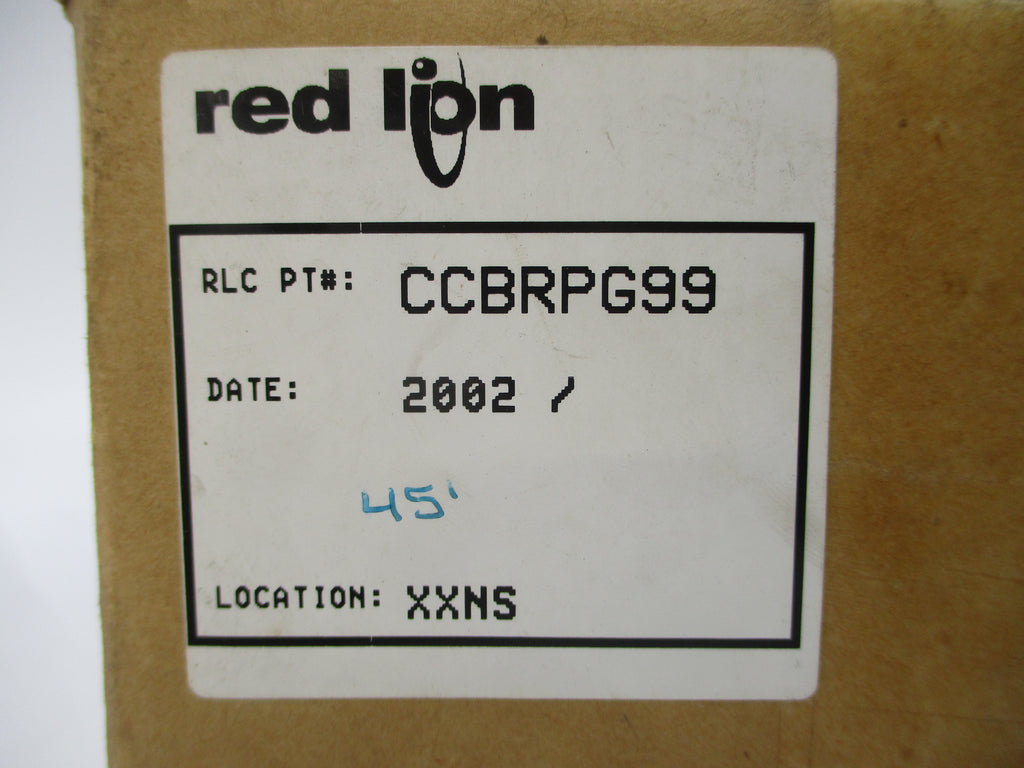 red lion
RLC PT#: CCBRPG99
DATE: 2002 /
45'
LOCATION: XXNS